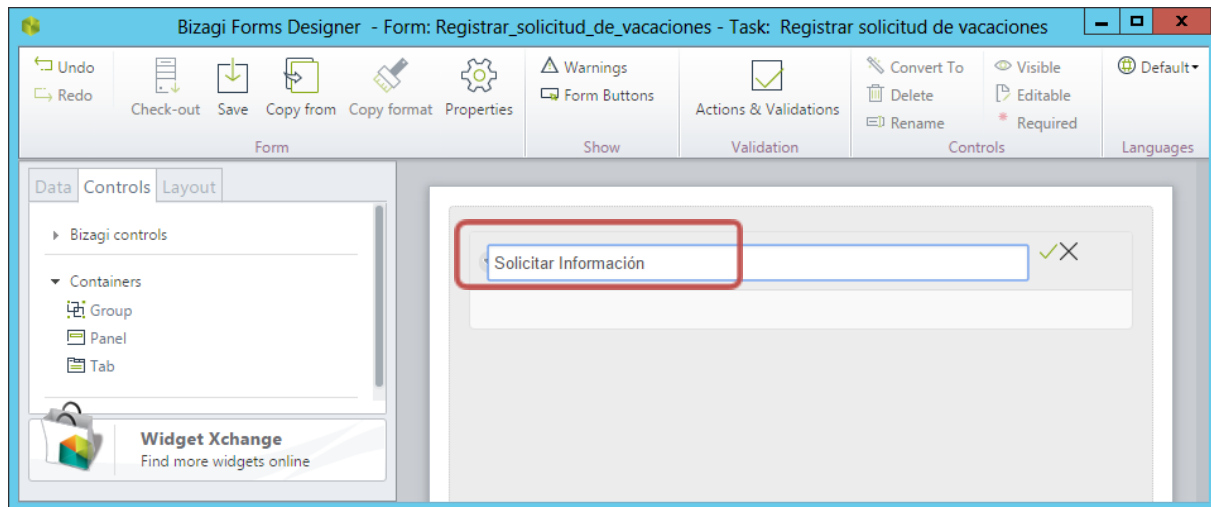 Bizagi Forms Designer - Form: Registrar_solicitud_de_vacaciones - Task: Registrar solicitud de vacaciones
Undo
Redo
Check-out
Save
Copy from
Copy format
Properties
Form
Warnings
Form Buttons
Show
Actions & Validations
Validation
Convert To
Delete
Rename
Visible
Editable
Required
Controls
Default
Languages
Data Controls Layout
Bizagi controls
Containers
Group
Panel
Tab
Widget Xchange
Find more widgets online
Solicitar Información